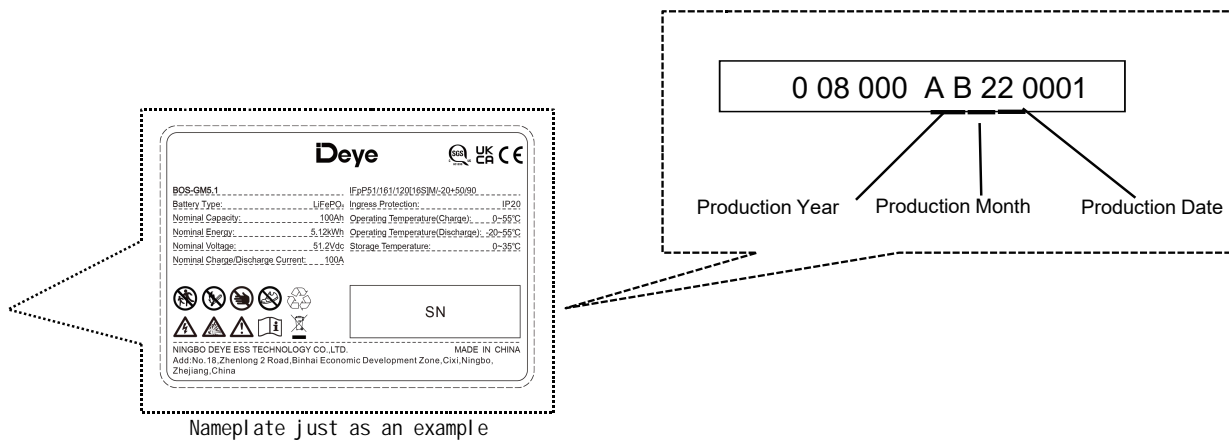 0 08 000 A B 22 0001
Production Year
Production Month
Production Date
Deye
SGS
UK
CA
CE
BOS-GM5.1
IFpP51/161/120[16S]M/-20+50/90
Battery Type: LiFePO₄
Ingress Protection: IP20
Nominal Capacity: 100Ah
Operating Temperature(Charge): 0~55℃
Nominal Energy: 5.12kWh
Operating Temperature(Discharge): -20~55℃
Nominal Voltage: 51.2Vdc
Storage Temperature: 0~35℃
Nominal Charge/Discharge Current: 100A
SN
NINGBO DEYE ESS TECHNOLOGY CO.,LTD.
MADE IN CHINA
Add:No.18,Zhenlong 2 Road,Binhai Economic Development Zone,Cixi,Ningbo,
Zhejiang,China
Nameplate just as an example